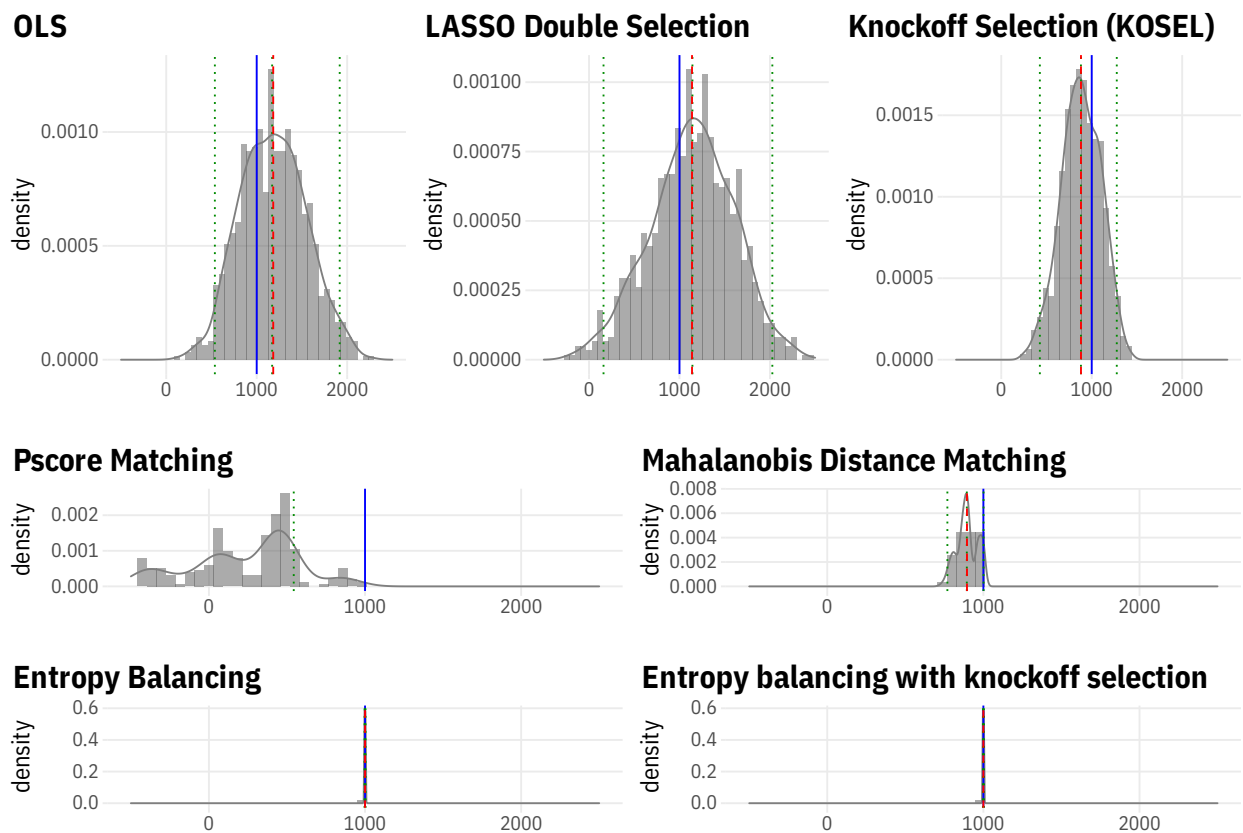 OLS
LASSO Double Selection
Knockoff Selection (KOSEL)
density
0.0010
0.0005
0.0000
0 1000 2000
density
0.00100
0.00075
0.00050
0.00025
0.00000
0 1000 2000
density
0.0015
0.0010
0.0005
0.0000
0 1000 2000
Pscore Matching
Mahalanobis Distance Matching
density
0.002
0.001
0.000
0 1000 2000
density
0.008
0.006
0.004
0.002
0.000
0 1000 2000
Entropy Balancing
Entropy balancing with knockoff selection
density
0.6
0.4
0.2
0.0
0 1000 2000
density
0.6
0.4
0.2
0.0
0 1000 2000